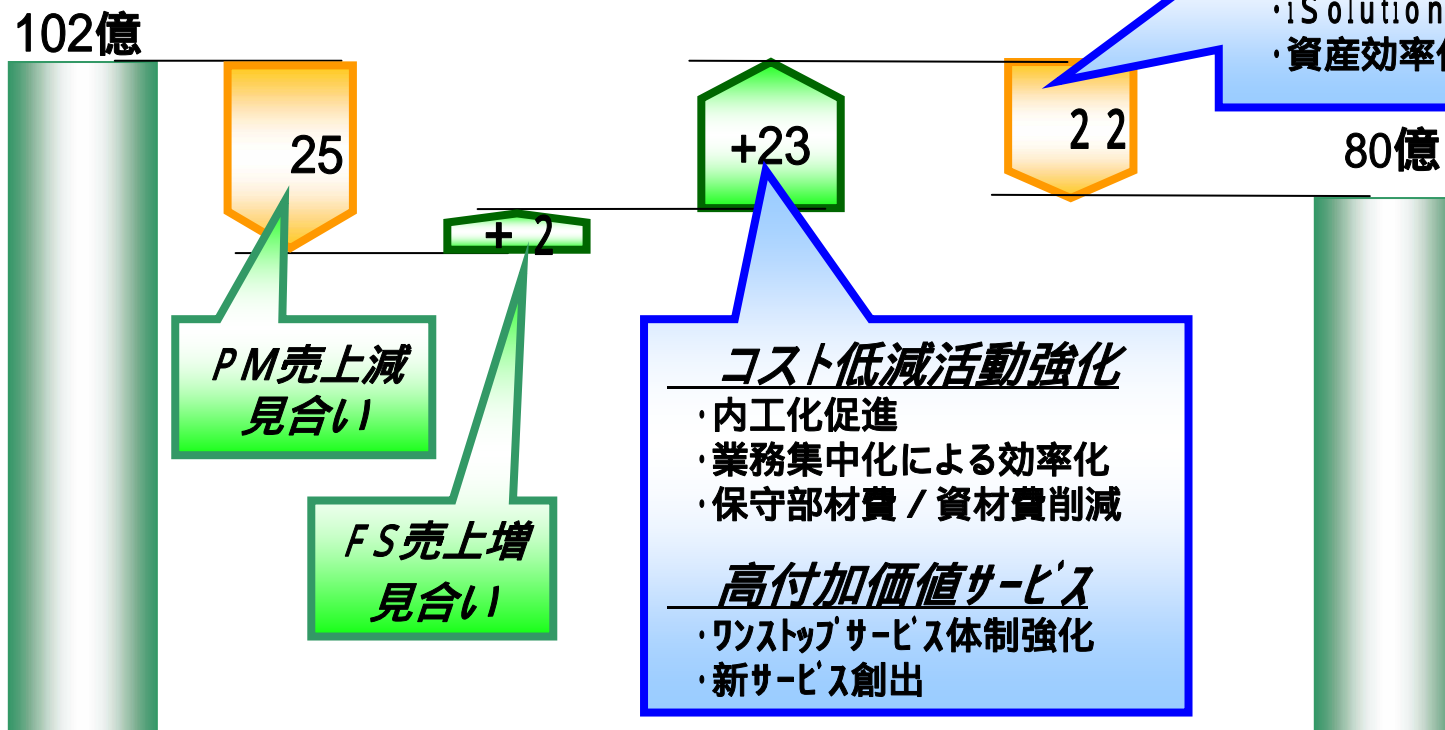 102億
・iSolution
・資産効率化
25
+ 2
+23
2 2
80億
PM売上減
見合い
FS売上増
見合い
コスト低減活動強化
・内工化促進
・業務集中化による効率化
・保守部材費 / 資材費削減
高付加価値サービス
・ワンストップサービス体制強化
・新サービス創出